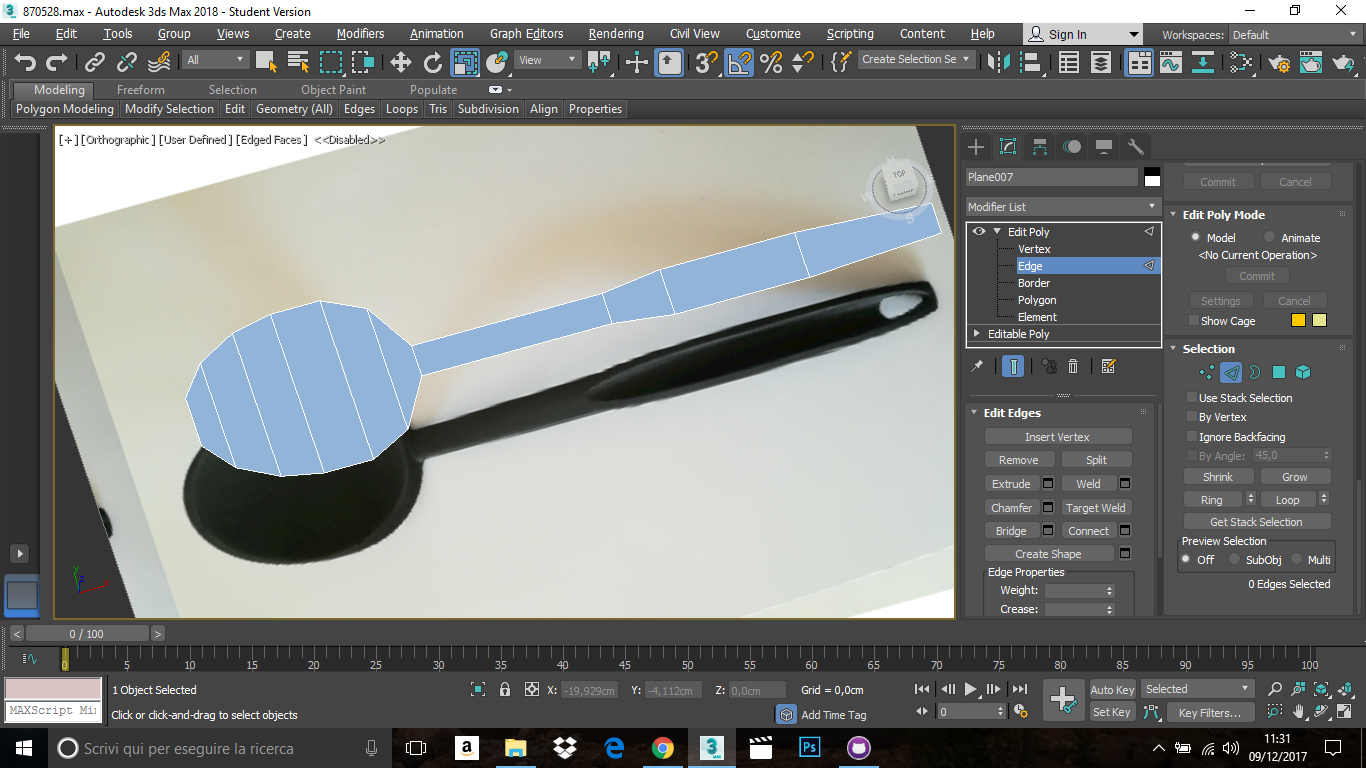 870528.max - Autodesk 3ds Max 2018 - Student Version
File Edit Tools Group Views Create Modifiers Animation Graph Editors Rendering Civil View Customize Scripting Content Help Sign In Workspaces: Default
All View Create Selection Se
Modeling Freeform Selection Object Paint Populate
Polygon Modeling Modify Selection Edit Geometry (All) Edges Loops Tris Subdivision Align Properties
[+] [Orthographic] [User Defined] [Edged Faces] <<Disabled>>
TOP
W
S
Plane007
Modifier List
Edit Poly
Vertex
Edge
Border
Polygon
Element
Editable Poly
Edit Edges
Insert Vertex
Remove Split
Extrude Weld
Chamfer Target Weld
Bridge Connect
Create Shape
Edge Properties
Weight:
Crease:
Commit Cancel
Edit Poly Mode
Model Animate
<No Current Operation>
Commit
Settings Cancel
Show Cage
Selection
Use Stack Selection
By Vertex
Ignore Backfacing
By Angle: 45,0
Shrink Grow
Ring Loop
Get Stack Selection
Preview Selection
Off SubObj Multi
0 Edges Selected
y
< 0 / 100 >
0 5 10 15 20 25 30 35 40 45 50 55 60 65 70 75 80 85 90 95 100
1 Object Selected X: -19,929cm Y: -4,112cm Z: 0,0cm Grid = 0,0cm Auto Key Selected
MAXScript Mi Click or click-and-drag to select objects Add Time Tag 0 Set Key Key Filters...
Scrivi qui per eseguire la ricerca
a
3
MAX
Ps
11:31
09/12/2017